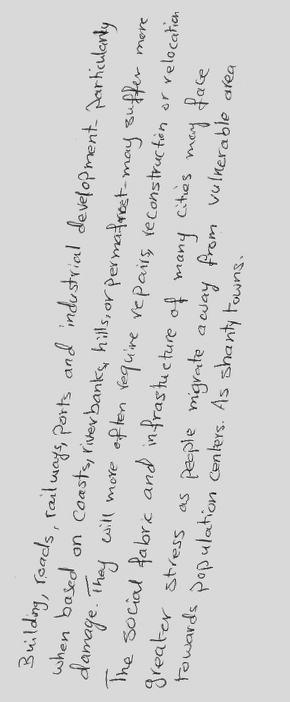 Building, roads, railways, ports and industrial development- particularly
when based on coasts, riverbanks, hills, or permafrost-may suffer more
damage. They will more often require repairs, reconstruction or relocation
The social fabric and infrastucture of many cities may face
greater stress as people migrate away from vulnerable area
towards population centers. As shanty towns.